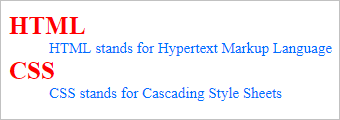 HTML
HTML stands for Hypertext Markup Language
CSS
CSS stands for Cascading Style Sheets